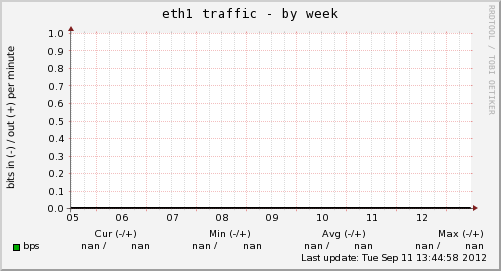 eth1 traffic - by week
RRDTOOL / TOBI OETIKER
bits in (-) / out (+) per minute
1.0
0.9
0.8
0.7
0.6
0.5
0.4
0.3
0.2
0.1
0.0
05 06 07 08 09 10 11 12
Cur (-/+) Min (-/+) Avg (-/+) Max (-/+)
bps nan / nan nan / nan nan / nan nan / nan
Last update: Tue Sep 11 13:44:58 2012